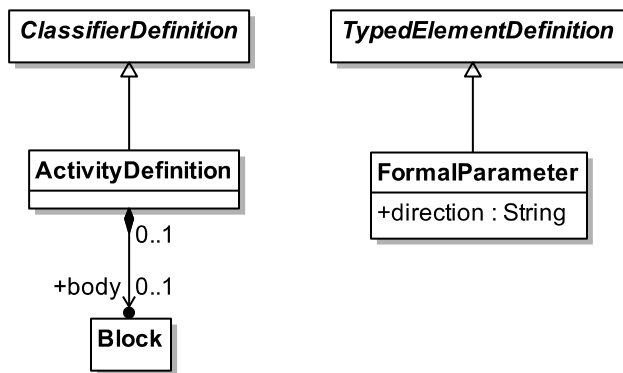 ClassifierDefinition
TypedElementDefinition
ActivityDefinition
FormalParameter
+direction : String
0..1
+body 0..1
Block